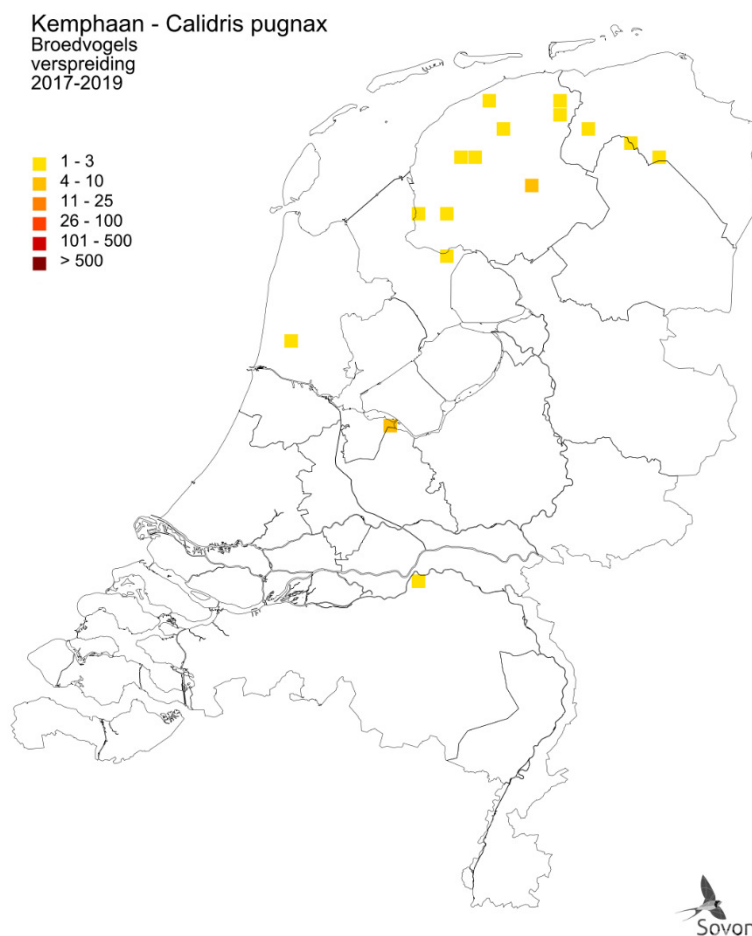 Kemphaan - Calidris pugnax
Broedvogels
verspreiding
2017-2019
1 - 3
4 - 10
11 - 25
26 - 100
101 - 500
> 500
Sovon